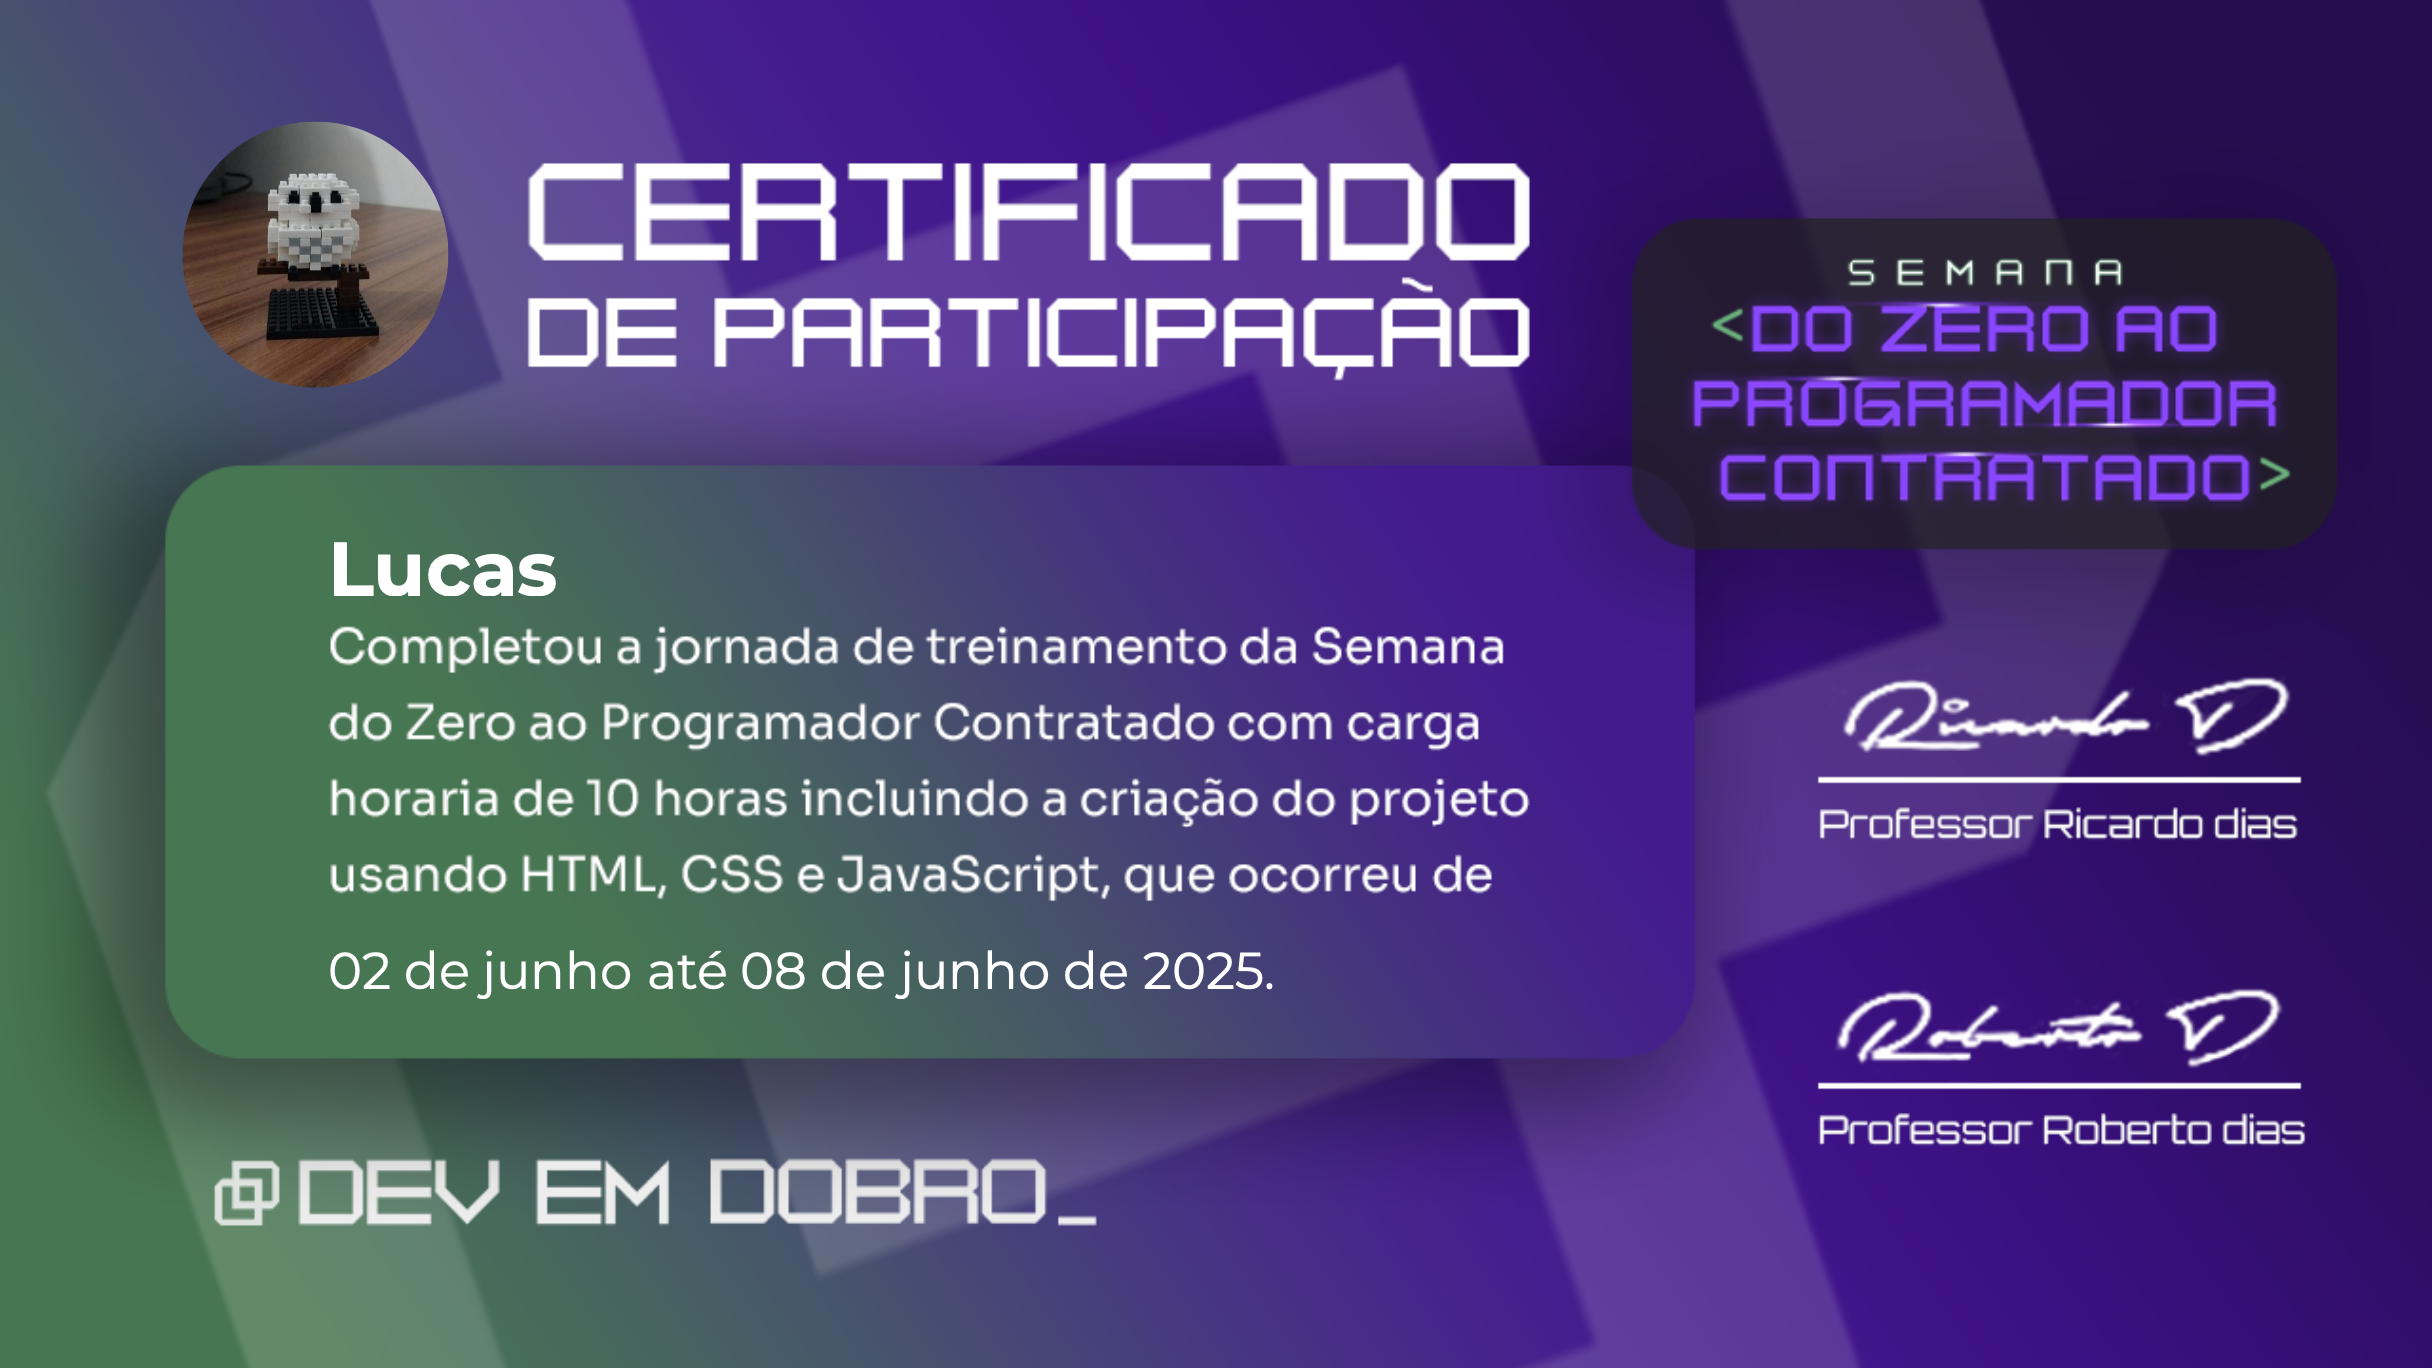 CERTIFICADO
DE PARTICIPAÇÃO
SEMANA
<DO ZERO AO
PROGRAMADOR
CONTRATADO>
Lucas
Completou a jornada de treinamento da Semana
do Zero ao Programador Contratado com carga
horaria de 10 horas incluindo a criação do projeto
usando HTML, CSS e JavaScript, que ocorreu de
02 de junho até 08 de junho de 2025.
Ricardo D
Professor Ricardo dias
Roberto D
Professor Roberto dias
DEV EM DOBRO_